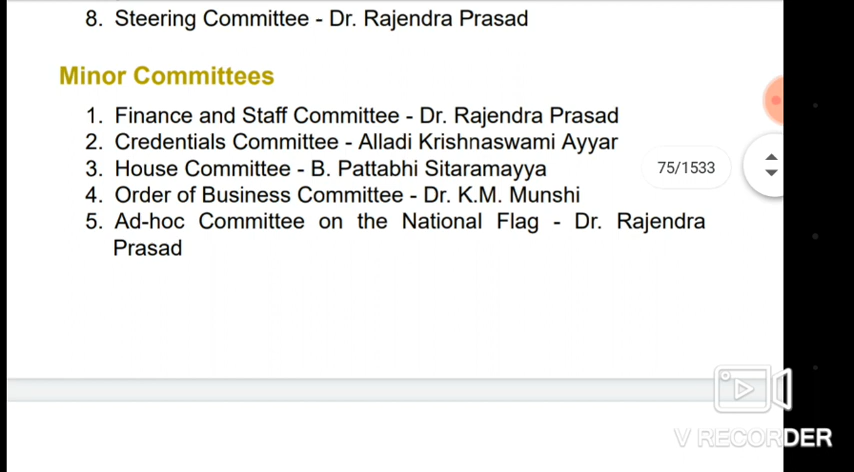 8. Steering Committee - Dr. Rajendra Prasad
Minor Committees
1. Finance and Staff Committee - Dr. Rajendra Prasad
2. Credentials Committee - Alladi Krishnaswami Ayyar
3. House Committee - B. Pattabhi Sitaramayya
75/1533
4. Order of Business Committee - Dr. K.M. Munshi
5. Ad-hoc Committee on the National Flag - Dr. Rajendra
Prasad
V RECORDER